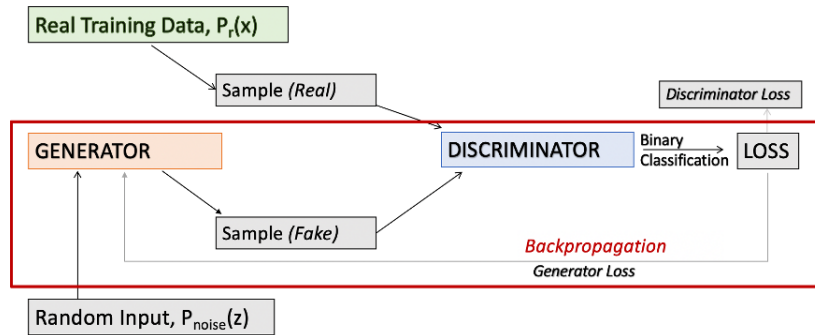 Real Training Data, Pr(x)
Sample (Real)
Discriminator Loss
GENERATOR
DISCRIMINATOR
Binary
Classification
LOSS
Sample (Fake)
Backpropagation
Generator Loss
Random Input, Pnoise(z)